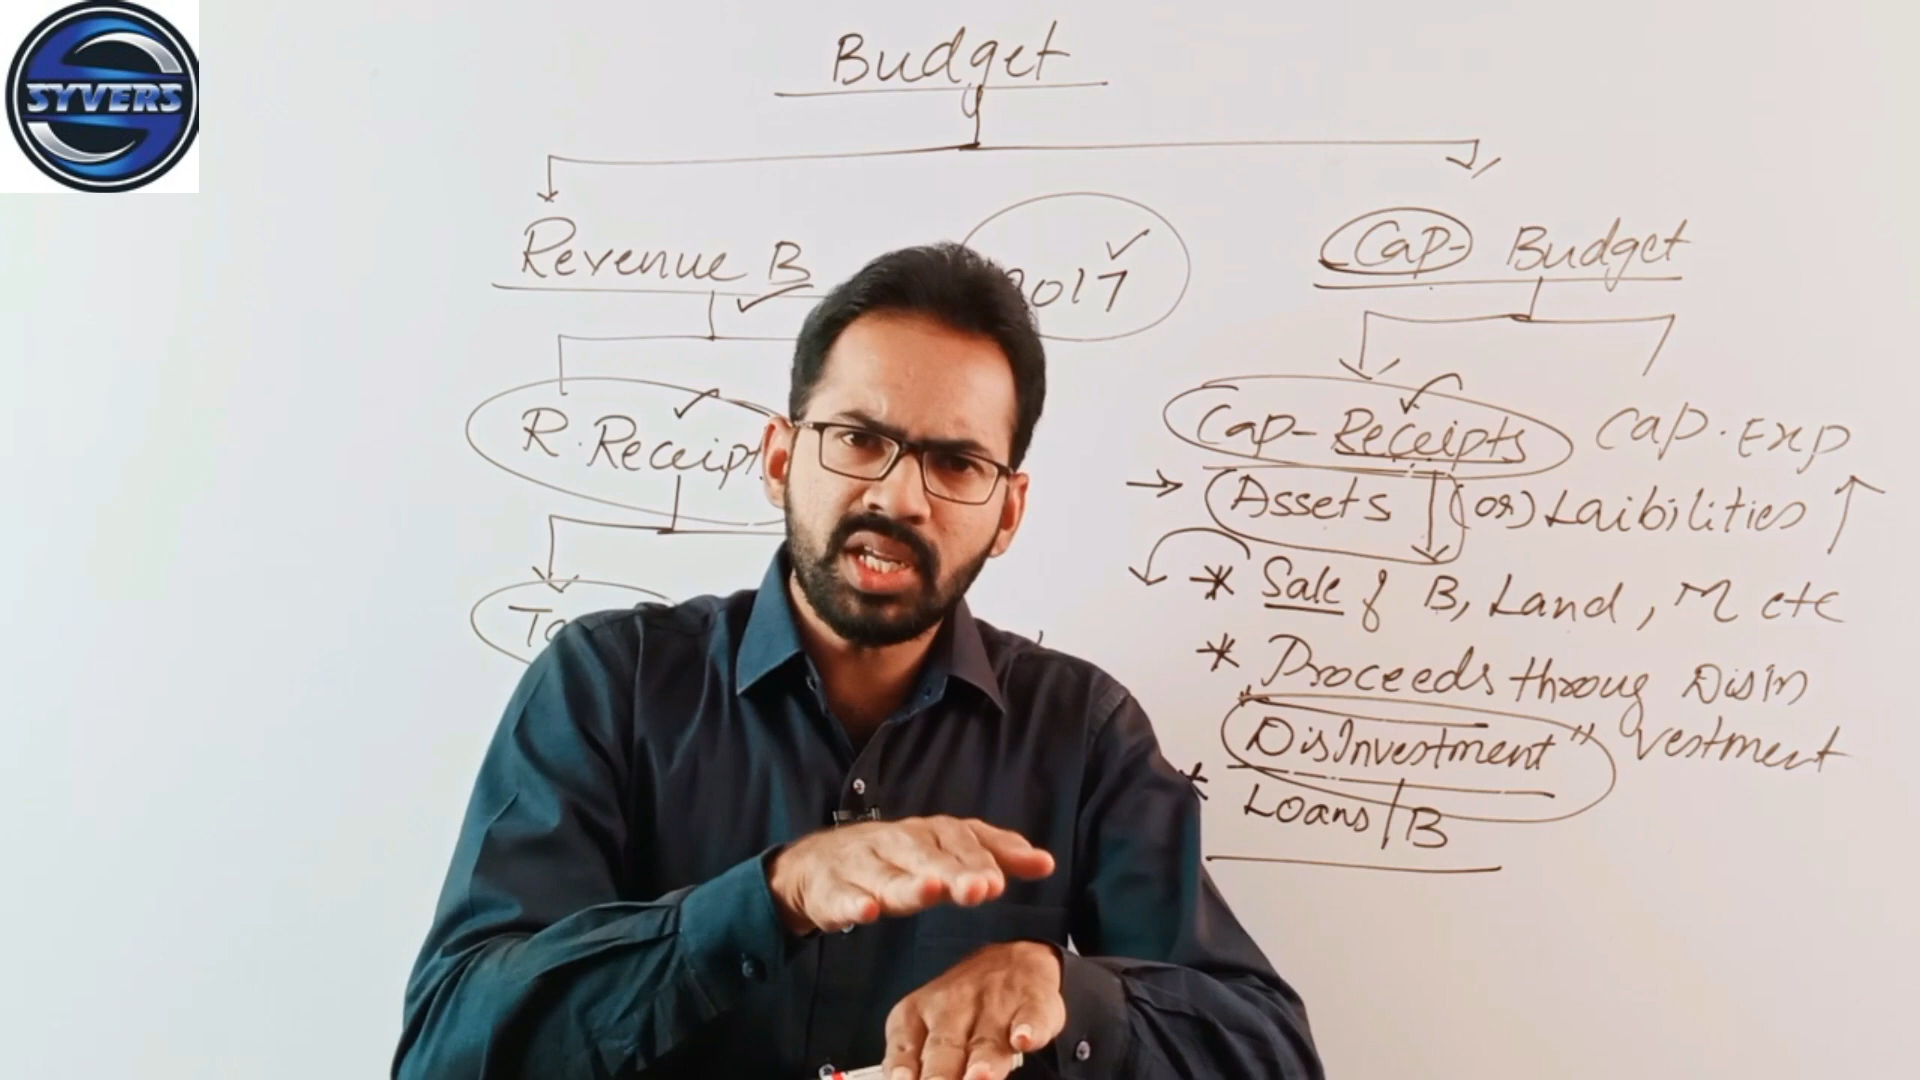 SYVERS
Budget
Revenue B
2017
Cap- Budget
R. Receipt
Cap- Receipts
Cap. Exp
→ Assets ↓ (or) Laibilities ↑
* Sale of B, Land, M etc
* Proceeds throug Disin
vestment
"DisInvestment"
* Loans/B